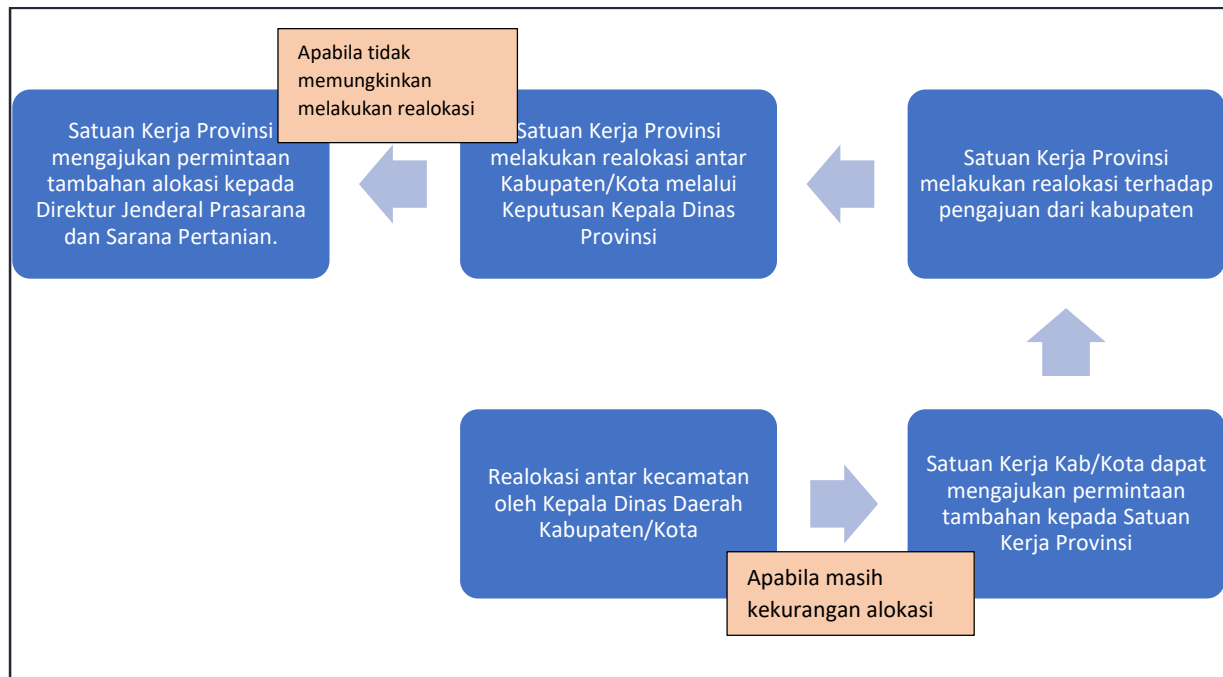 Apabila tidak
memungkinkan
melakukan realokasi
Satuan Kerja Provinsi
mengajukan permintaan
tambahan alokasi kepada
Direktur Jenderal Prasarana
dan Sarana Pertanian.
Satuan Kerja Provinsi
melakukan realokasi antar
Kabupaten/Kota melalui
Keputusan Kepala Dinas
Provinsi
Satuan Kerja Provinsi
melakukan realokasi terhadap
pengajuan dari kabupaten
Realokasi antar kecamatan
oleh Kepala Dinas Daerah
Kabupaten/Kota
Satuan Kerja Kab/Kota dapat
mengajukan permintaan
tambahan kepada Satuan
Kerja Provinsi
Apabila masih
kekurangan alokasi